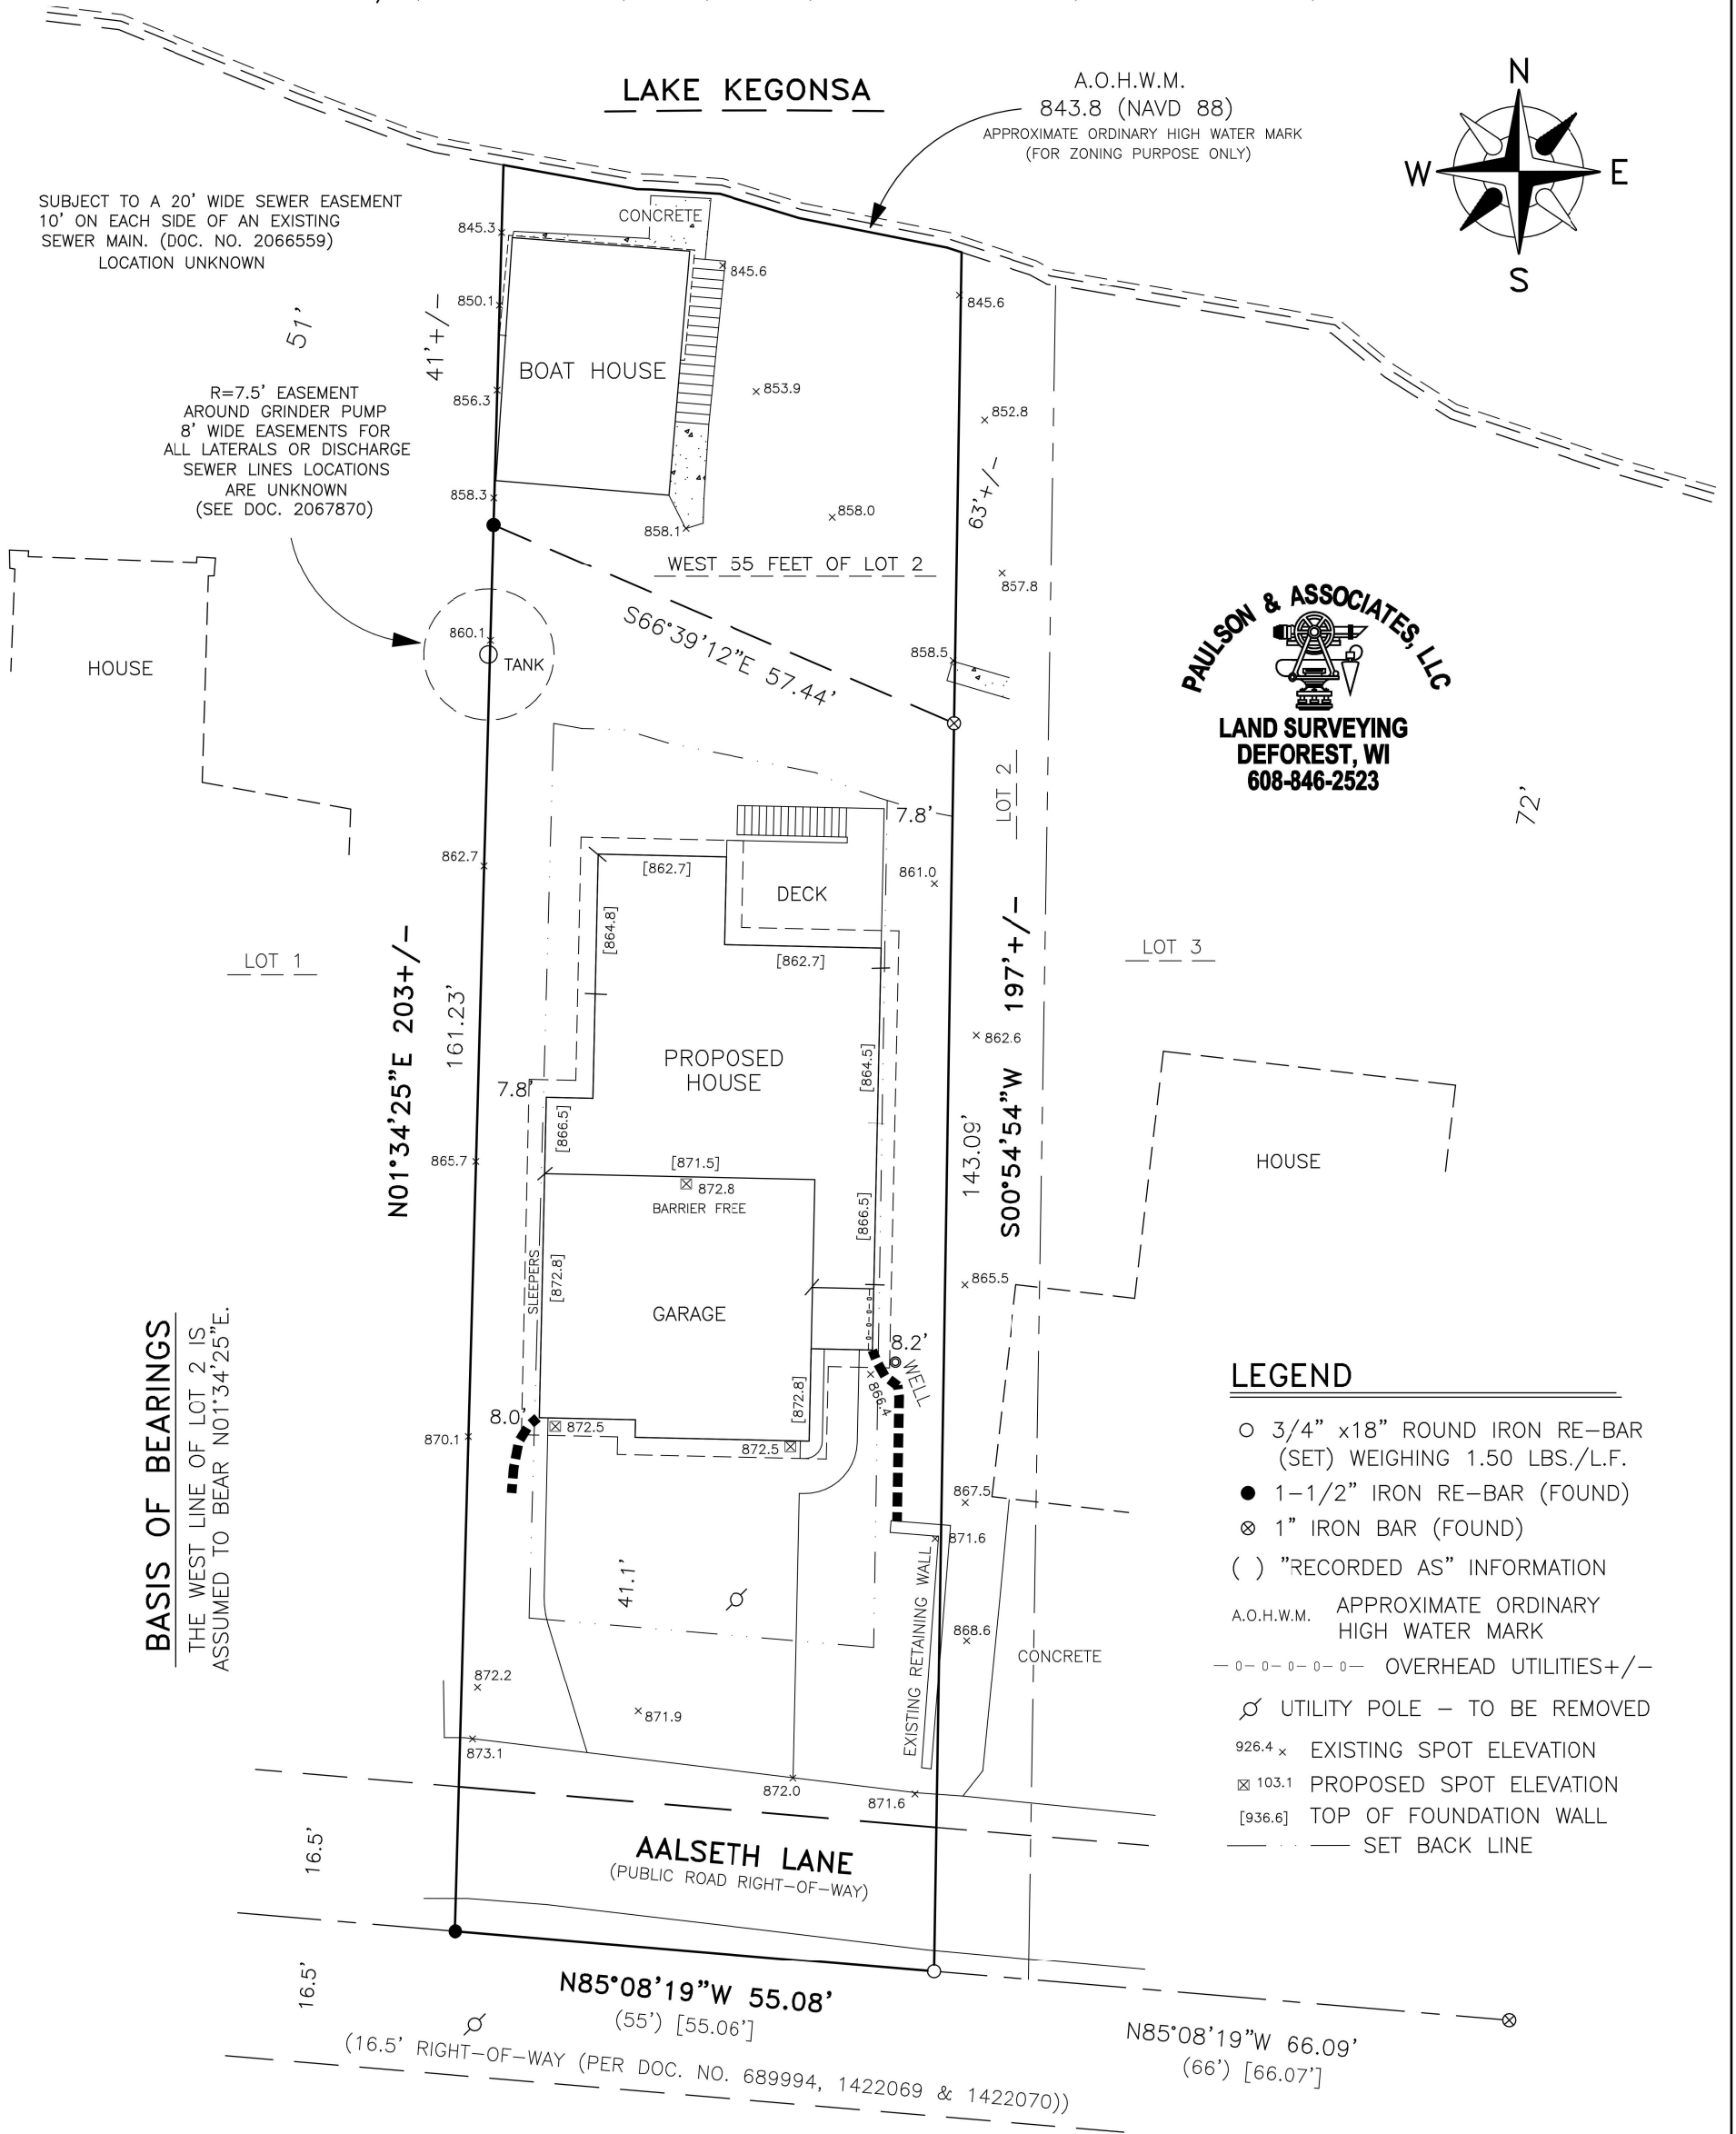 LAKE KEGONSA
A.O.H.W.M.
843.8 (NAVD 88)
APPROXIMATE ORDINARY HIGH WATER MARK
(FOR ZONING PURPOSE ONLY)
N
W
E
S
SUBJECT TO A 20' WIDE SEWER EASEMENT
10' ON EACH SIDE OF AN EXISTING
SEWER MAIN. (DOC. NO. 2066559)
LOCATION UNKNOWN
51'
41'+/-
R=7.5' EASEMENT
AROUND GRINDER PUMP
8' WIDE EASEMENTS FOR
ALL LATERALS OR DISCHARGE
SEWER LINES LOCATIONS
ARE UNKNOWN
(SEE DOC. 2067870)
845.3
CONCRETE
845.6
845.6
850.1
BOAT HOUSE
853.9
856.3
852.8
63'+/-
858.3
858.0
858.1
WEST 55 FEET OF LOT 2
857.8
S66°39'12"E 57.44'
860.1
TANK
858.5
HOUSE
PAULSON & ASSOCIATES, LLC
LAND SURVEYING
DEFOREST, WI
608-846-2523
72'
LOT 2
7.8'
862.7
[862.7]
DECK
861.0
[864.8]
[862.7]
LOT 1
LOT 3
N01°34'25"E 203+/-
161.23'
S00°54'54"W 197'+/-
143.09'
862.6
PROPOSED
HOUSE
[864.5]
7.8'
[866.5]
865.7
[871.5]
872.8
BARRIER FREE
[866.5]
HOUSE
SLEEPERS
[872.8]
GARAGE
865.5
8.2'
WELL
866.4
[872.8]
8.0'
872.5
872.5
870.1
867.5
871.6
BASIS OF BEARINGS
THE WEST LINE OF LOT 2 IS
ASSUMED TO BEAR N01°34'25"E.
41.1'
EXISTING RETAINING WALL
868.6
CONCRETE
872.2
871.9
873.1
872.0
871.6
LEGEND
3/4" x18" ROUND IRON RE-BAR
(SET) WEIGHING 1.50 LBS./L.F.
1-1/2" IRON RE-BAR (FOUND)
1" IRON BAR (FOUND)
( ) "RECORDED AS" INFORMATION
A.O.H.W.M. APPROXIMATE ORDINARY
HIGH WATER MARK
-0-0-0-0-0- OVERHEAD UTILITIES+/-
UTILITY POLE - TO BE REMOVED
926.4 x EXISTING SPOT ELEVATION
103.1 PROPOSED SPOT ELEVATION
[936.6] TOP OF FOUNDATION WALL
SET BACK LINE
16.5'
AALSETH LANE
(PUBLIC ROAD RIGHT-OF-WAY)
16.5'
N85°08'19"W 55.08'
(55') [55.06']
(16.5' RIGHT-OF-WAY (PER DOC. NO. 689994, 1422069 & 1422070))
N85°08'19"W 66.09'
(66') [66.07']